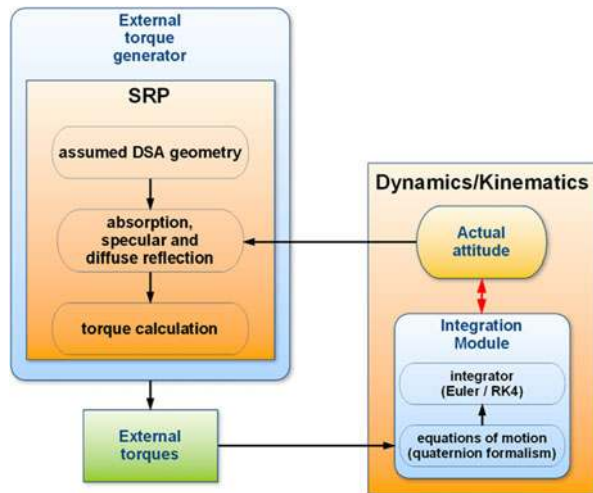 External
torque
generator
SRP
assumed DSA geometry
absorption,
specular and
diffuse reflection
torque calculation
External
torques
Dynamics/Kinematics
Actual
attitude
Integration
Module
integrator
(Euler / RK4)
equations of motion
(quaternion formalism)